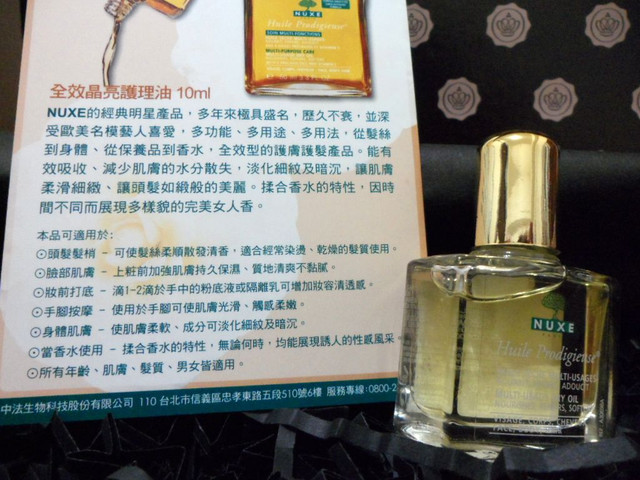 NUXE
Huile Prodigieuse
SOIN MULTI-FONCTIONS
MULTI-PURPOSE CARE
全效晶亮護理油 10ml
NUXE的經典明星產品，多年來極具盛名，歷久不衰，並深
受歐美名模藝人喜愛，多功能、多用途、多用法，從髮絲
到身體、從保養品到香水，全效型的護膚護髮產品。能有
效吸收、減少肌膚的水分散失，淡化細紋及暗沉，讓肌膚
柔滑細緻、讓頭髮如緞般的美麗。揉合香水的特性，因時
間不同而展現多樣貌的完美女人香。
本品可適用於:
⊙頭髮髮梢 – 可使髮絲柔順散發清香，適合經常染燙、乾燥的髮質使用。
⊙臉部肌膚 – 上粧前加強肌膚持久保濕、質地清爽不黏膩。
⊙妝前打底 – 滴1-2滴於手中的粉底液或隔離乳可增加妝容清透感。
⊙手腳按摩 – 使用於手腳可使肌膚光滑、觸感柔嫩。
⊙身體肌膚 – 使肌膚柔軟、成分可淡化細紋及暗沉。
⊙當香水使用 – 揉合香水的特性，無論何時，均能展現誘人的性感風采
⊙所有年齡、肌膚、髮質、男女皆適用。
中法生物科技股份有限公司 110 台北市信義區忠孝東路五段510號6樓 服務專線:0800-2
NUXE
Huile Prodigieuse
LTI-USAGES
ADOUCT
OIL
SOFT
VISAGE, CORPS, CHEV